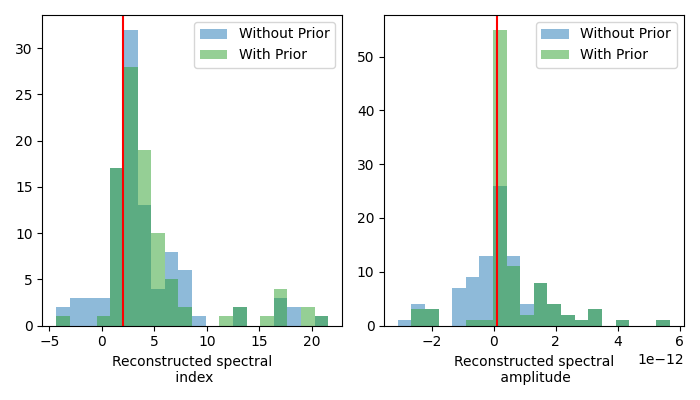 Without Prior
With Prior
30
25
20
15
10
5
0
−5
0
5
10
15
20
Reconstructed spectral
index
Without Prior
With Prior
50
40
30
20
10
0
−2
0
2
4
6
1e−12
Reconstructed spectral
amplitude